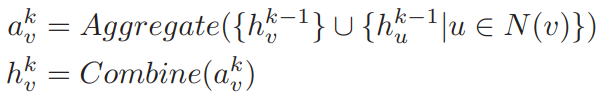 a_v^k = Aggregate({h_v^{k−1}} ∪ {h_u^{k−1}|u ∈ N(v)})
h_v^k = Combine(a_v^k)